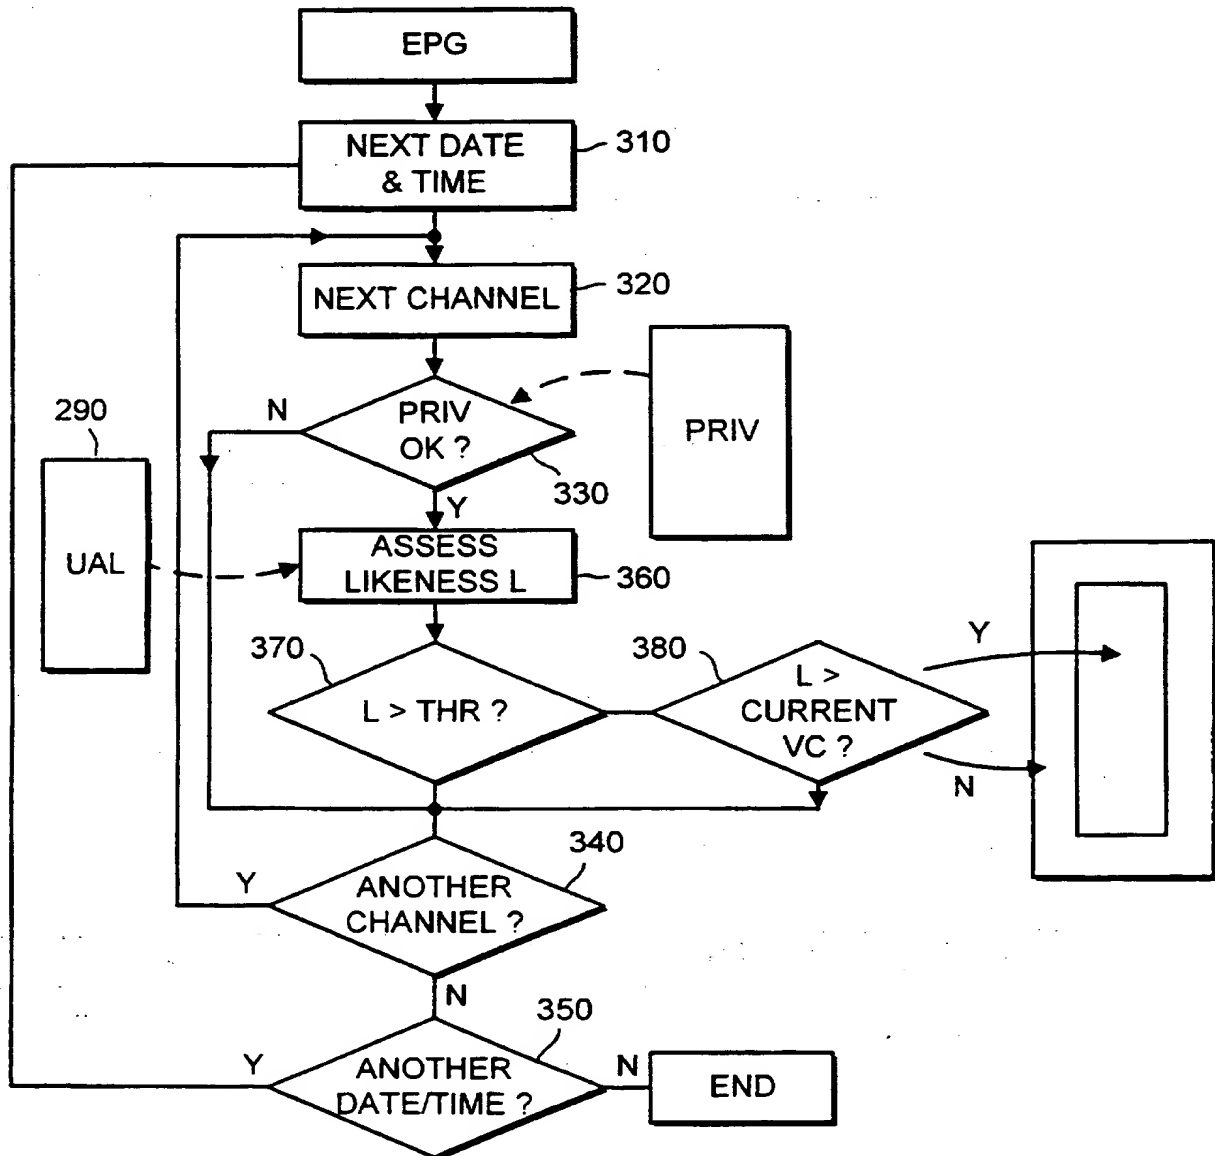 EPG
NEXT DATE
& TIME
310
NEXT CHANNEL
320
N
PRIV
OK ?
330
PRIV
290
UAL
Y
ASSESS
LIKENESS L
360
370
L > THR ?
380
L >
CURRENT
VC ?
Y
N
340
Y
ANOTHER
CHANNEL ?
N
350
Y
ANOTHER
DATE/TIME ?
N
END